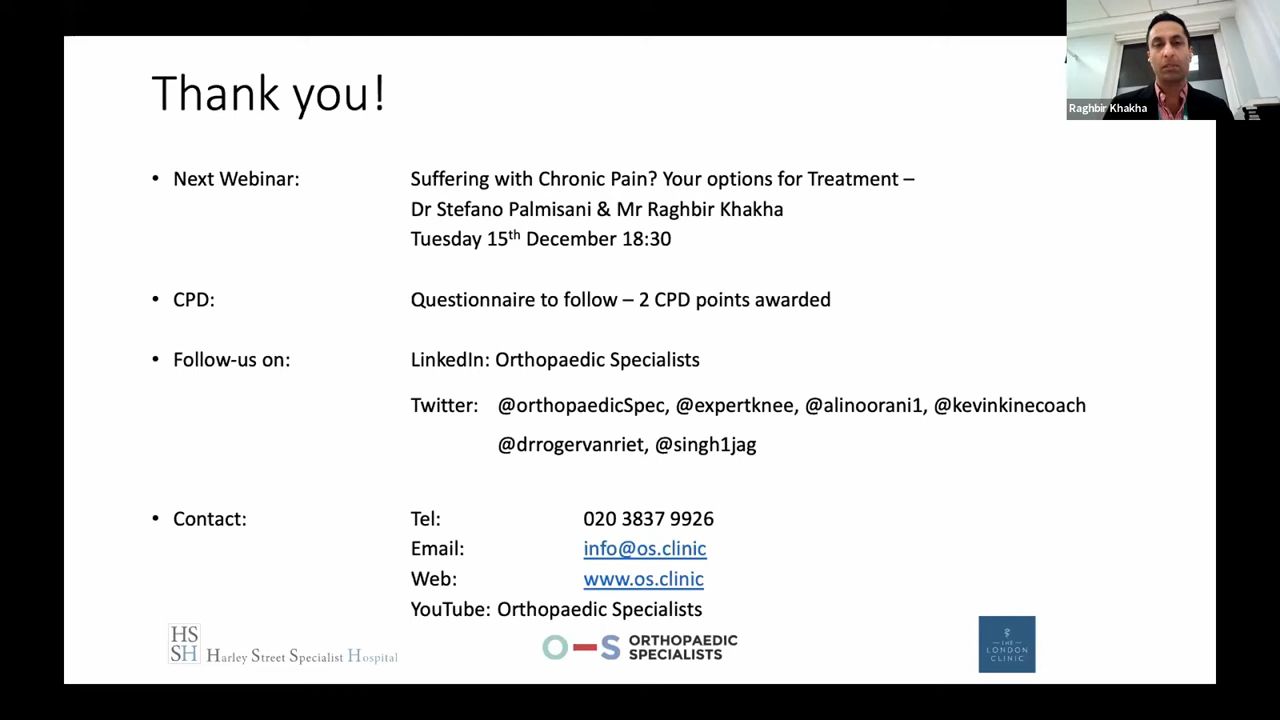 Thank you!
Raghbir Khakha
• Next Webinar: Suffering with Chronic Pain? Your options for Treatment –
Dr Stefano Palmisani & Mr Raghbir Khakha
Tuesday 15th December 18:30
• CPD: Questionnaire to follow – 2 CPD points awarded
• Follow-us on: LinkedIn: Orthopaedic Specialists
Twitter: @orthopaedicSpec, @expertknee, @alinoorani1, @kevinkinecoach
@drrogervanriet, @singh1jag
• Contact: Tel: 020 3837 9926
Email: info@os.clinic
Web: www.os.clinic
YouTube: Orthopaedic Specialists
HS
SH Harley Street Specialist Hospital
O–S ORTHOPAEDIC
SPECIALISTS
THE
LONDON
CLINIC